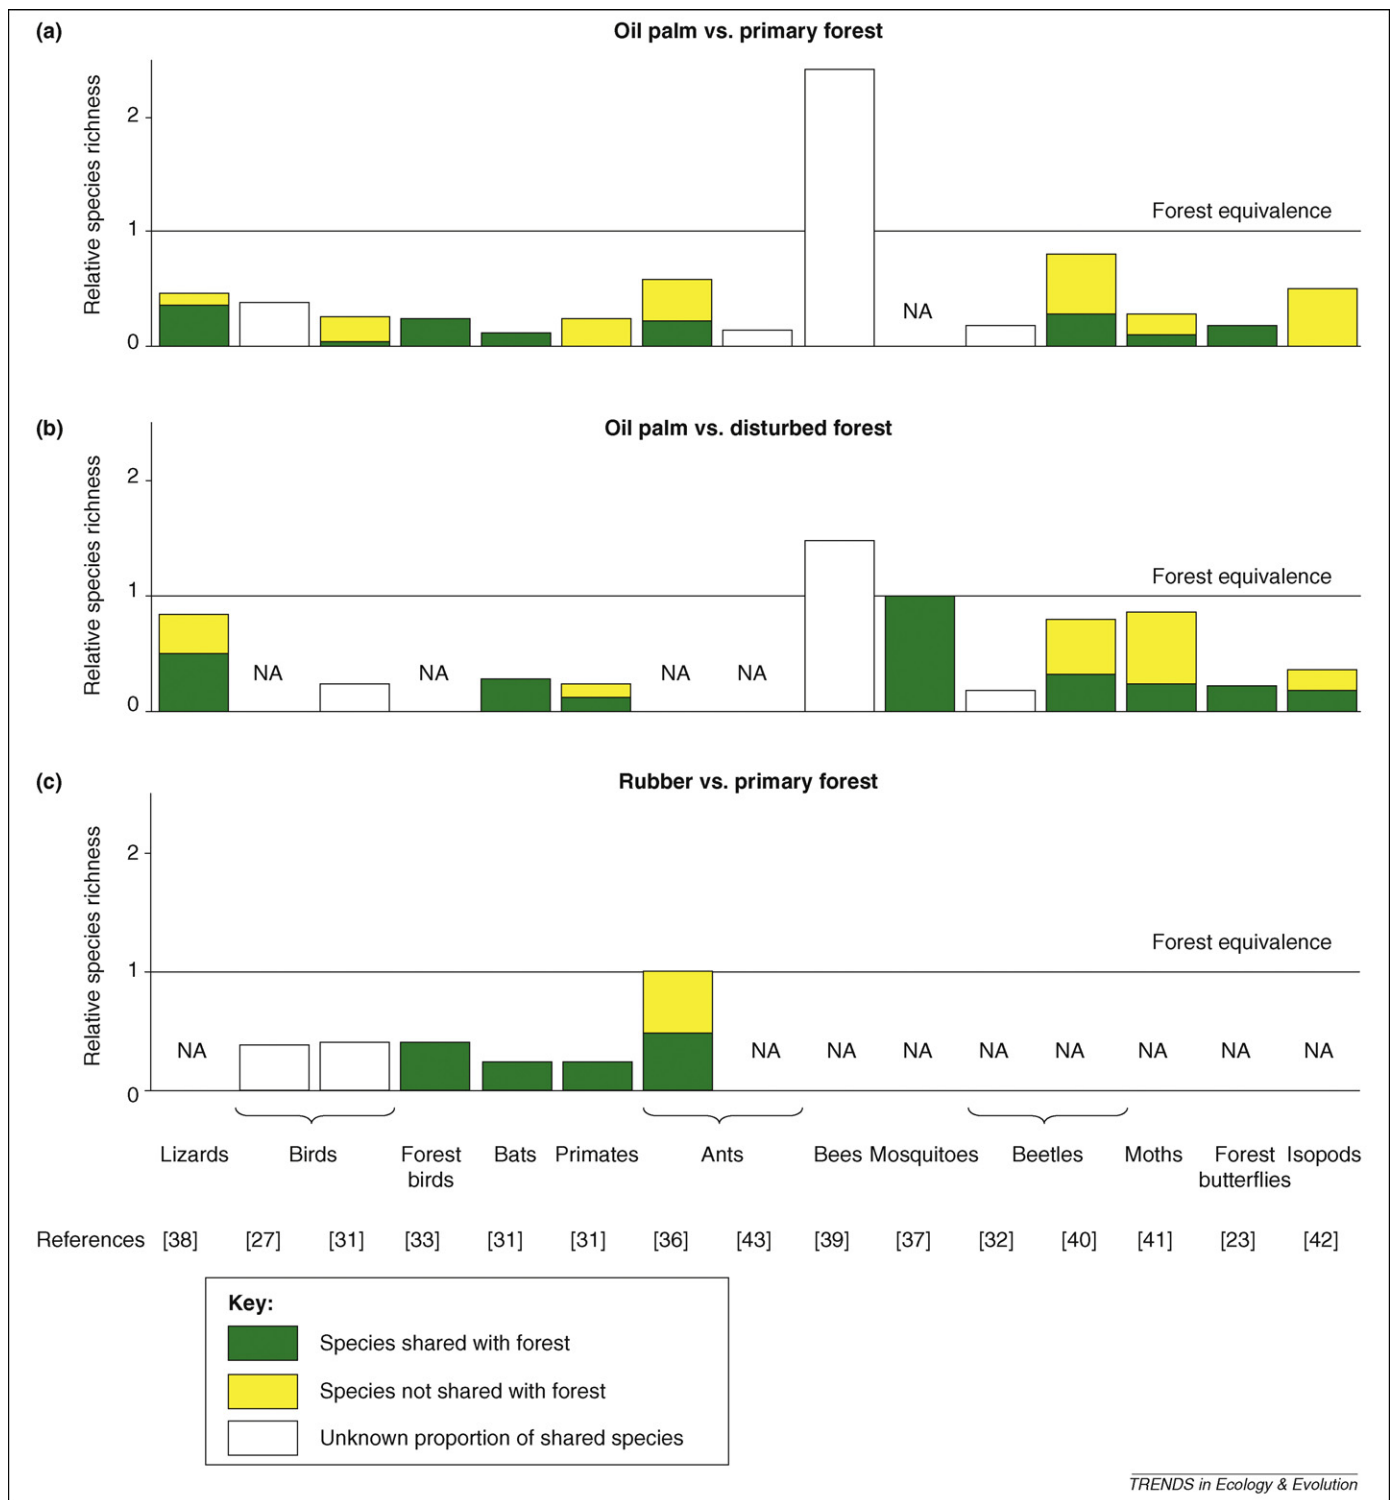 (a)
Oil palm vs. primary forest
Relative species richness
2
1
0
Forest equivalence
NA
(b)
Oil palm vs. disturbed forest
Relative species richness
2
1
0
Forest equivalence
NA NA NA NA
(c)
Rubber vs. primary forest
Relative species richness
2
1
0
Forest equivalence
NA NA NA NA NA NA NA NA NA
Lizards Birds Forest birds Bats Primates Ants Bees Mosquitoes Beetles Moths Forest butterflies Isopods
References [38] [27] [31] [33] [31] [31] [36] [43] [39] [37] [32] [40] [41] [23] [42]
Key:
Species shared with forest
Species not shared with forest
Unknown proportion of shared species
TRENDS in Ecology & Evolution